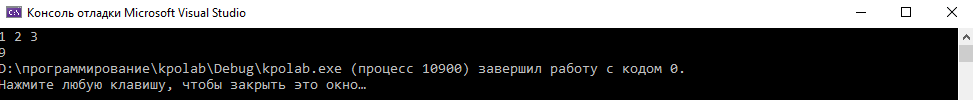 Консоль отладки Microsoft Visual Studio
1 2 3
9
D:\программирование\kpolab\Debug\kpolab.exe (процесс 10900) завершил работу с кодом 0.
Нажмите любую клавишу, чтобы закрыть это окно…